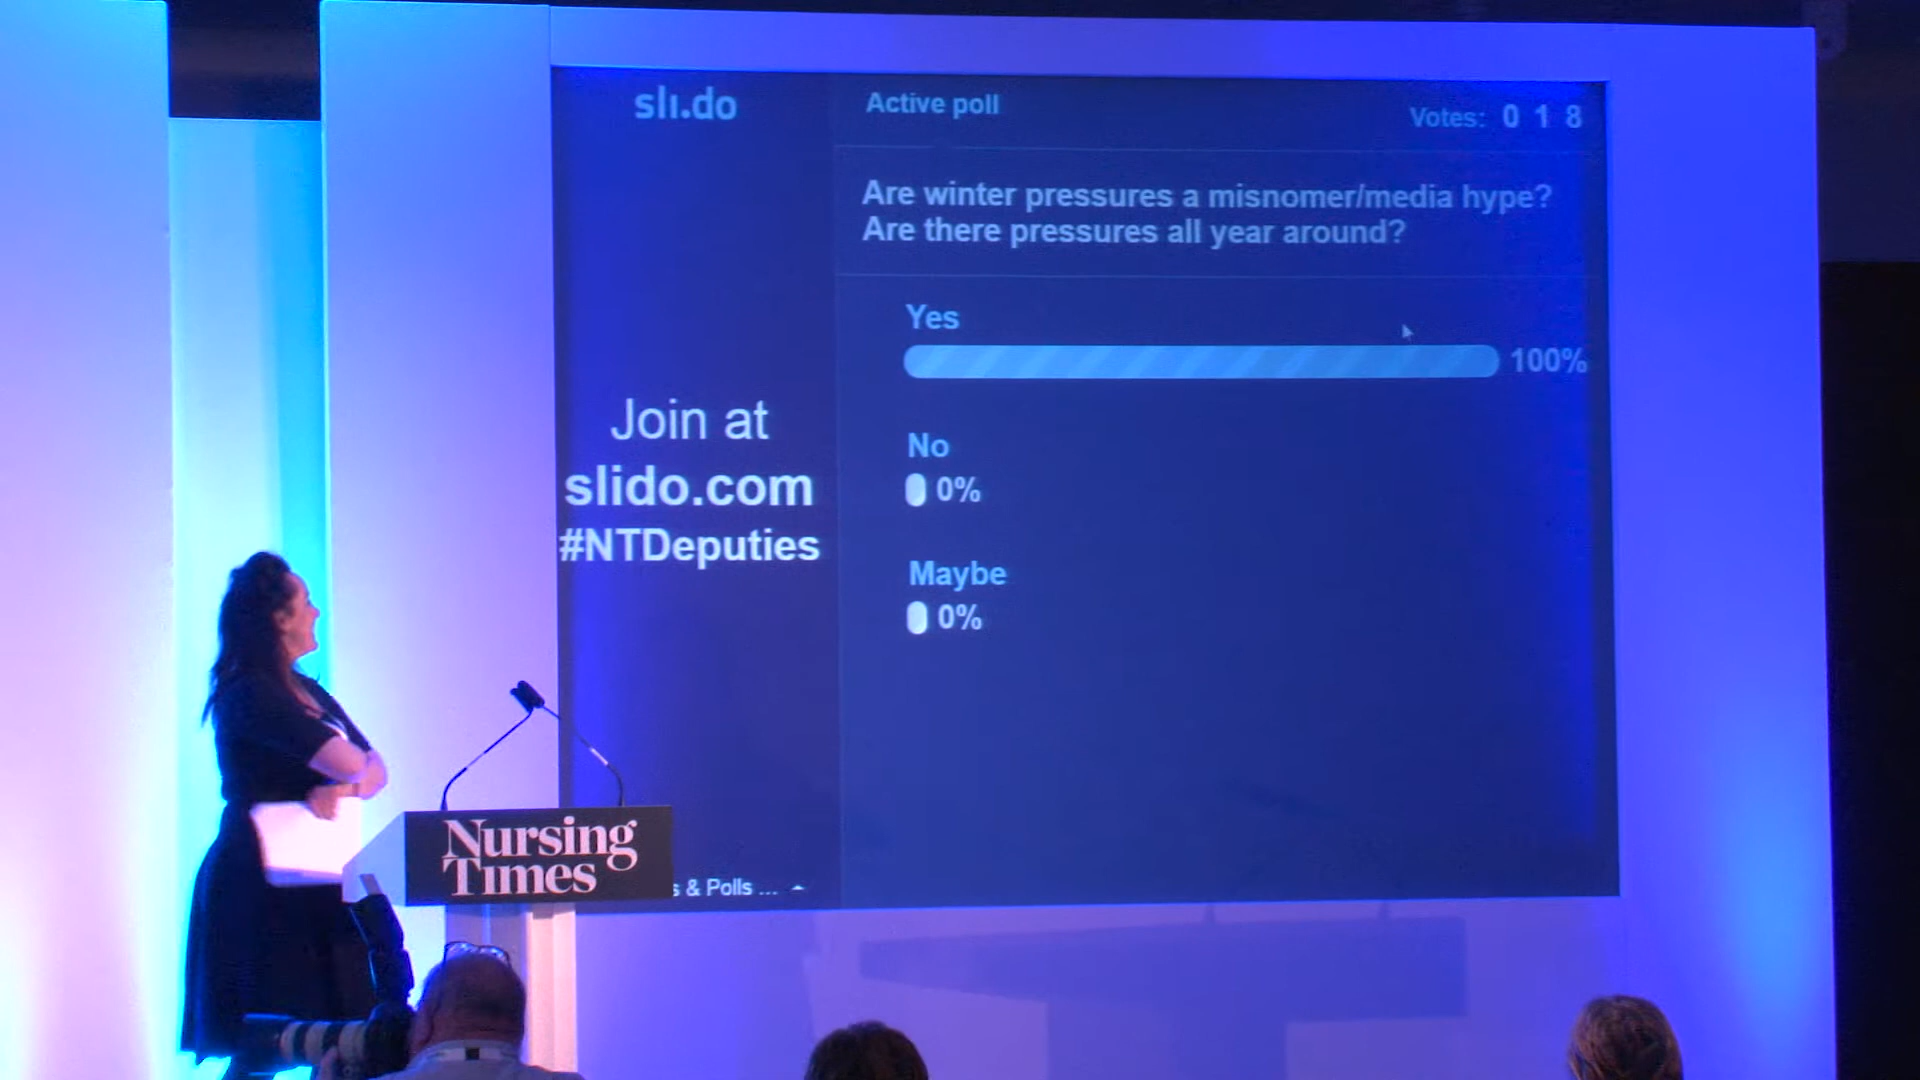 sli.do
Active poll
Votes: 0 1 8
Are winter pressures a misnomer/media hype?
Are there pressures all year around?
Yes
100%
No
0%
Maybe
0%
Join at
slido.com
#NTDeputies
Nursing
Times
s & Polls ...